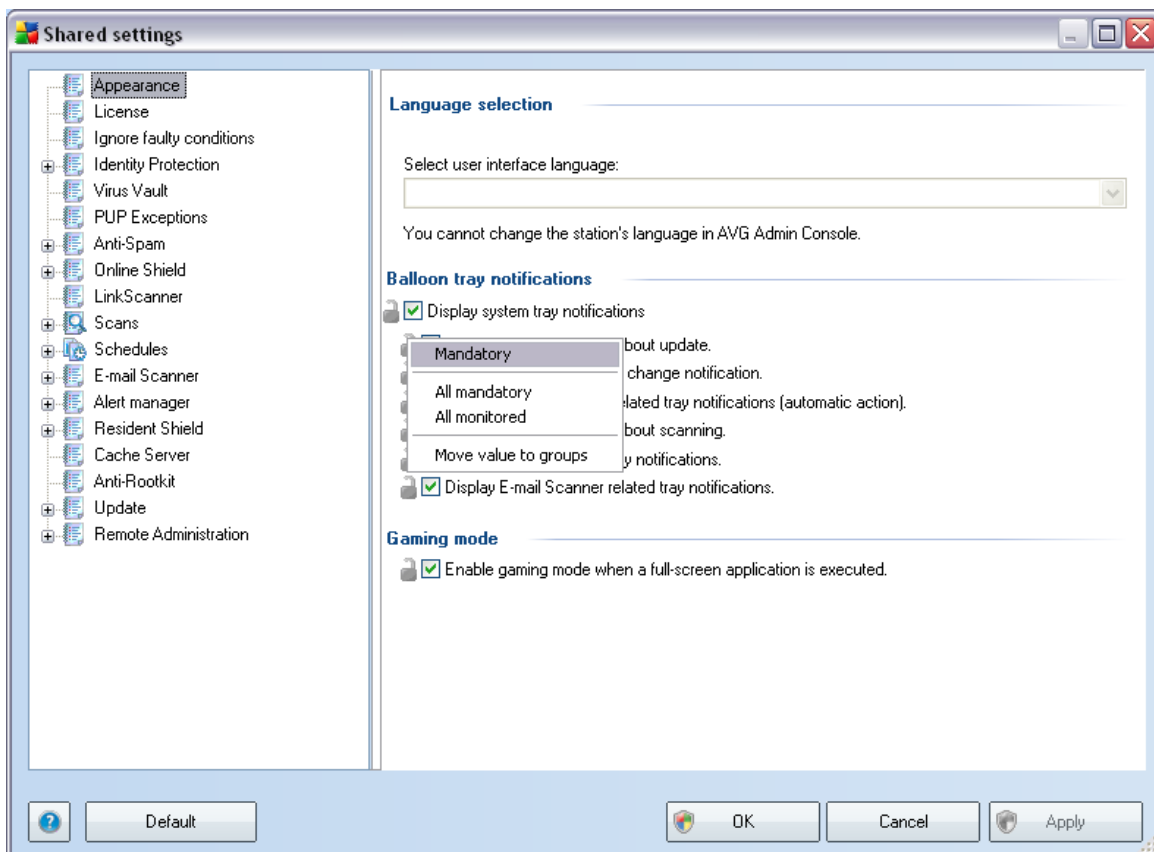 Shared settings
Appearance
License
Ignore faulty conditions
Identity Protection
Virus Vault
PUP Exceptions
Anti-Spam
Online Shield
LinkScanner
Scans
Schedules
E-mail Scanner
Alert manager
Resident Shield
Cache Server
Anti-Rootkit
Update
Remote Administration
Language selection
Select user interface language:
You cannot change the station's language in AVG Admin Console.
Balloon tray notifications
Display system tray notifications
bout update.
change notification.
elated tray notifications (automatic action).
bout scanning.
y notifications.
Display E-mail Scanner related tray notifications.
Mandatory
All mandatory
All monitored
Move value to groups
Gaming mode
Enable gaming mode when a full-screen application is executed.
Default
OK
Cancel
Apply